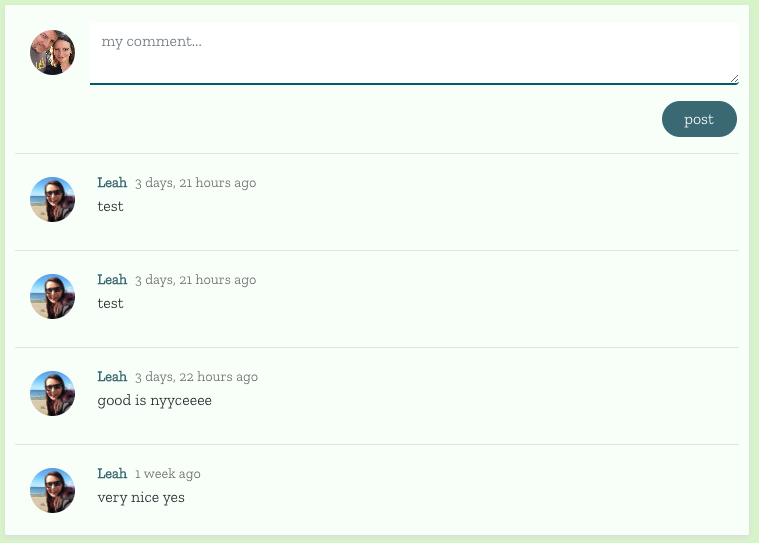 my comment...
post
Leah 3 days, 21 hours ago
test
Leah 3 days, 21 hours ago
test
Leah 3 days, 22 hours ago
good is nyyceeee
Leah 1 week ago
very nice yes